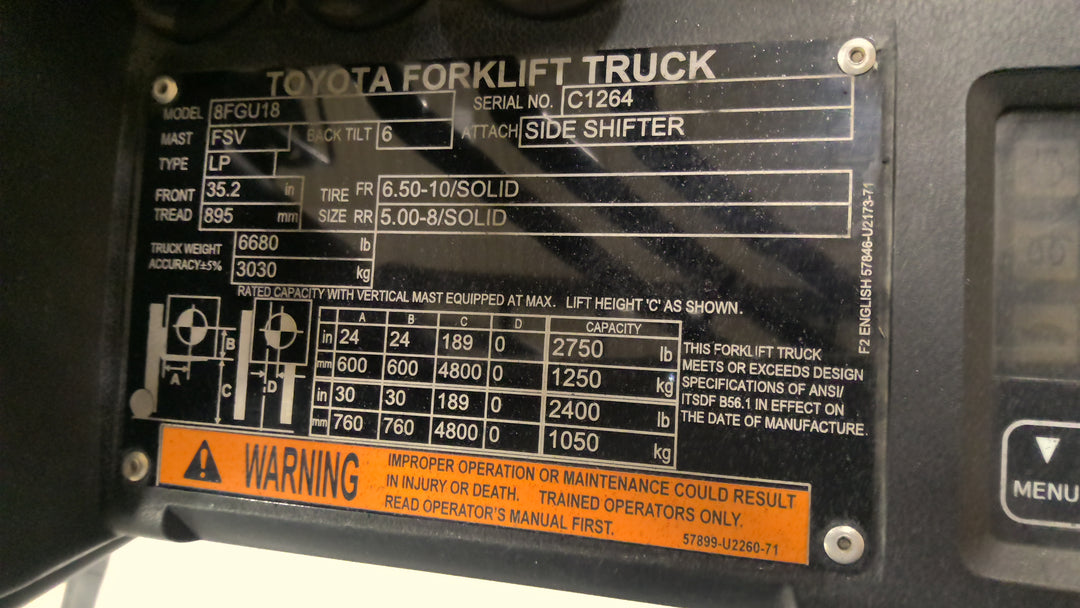 TOYOTA FORKLIFT TRUCK
MODEL 8FGU18 SERIAL NO. C1264
MAST FSV BACK TILT 6 ATTACH SIDE SHIFTER
TYPE LP
FRONT TREAD 35.2 in TIRE SIZE FR 6.50-10/SOLID
895 mm RR 5.00-8/SOLID
TRUCK WEIGHT 6680 lb
ACCURACY±5% 3030 kg
RATED CAPACITY WITH VERTICAL MAST EQUIPPED AT MAX. LIFT HEIGHT 'C' AS SHOWN.
A B C D CAPACITY
in 24 24 189 0 2750 lb
mm 600 600 4800 0 1250 kg
in 30 30 189 0 2400 lb
mm 760 760 4800 0 1050 kg
A
B
C
D
THIS FORKLIFT TRUCK
MEETS OR EXCEEDS DESIGN
SPECIFICATIONS OF ANSI/
ITSDF B56.1 IN EFFECT ON
THE DATE OF MANUFACTURE.
F2 ENGLISH 57846-U2173-71
WARNING
IMPROPER OPERATION OR MAINTENANCE COULD RESULT
IN INJURY OR DEATH. TRAINED OPERATORS ONLY.
READ OPERATOR'S MANUAL FIRST.
57899-U2260-71
MENU